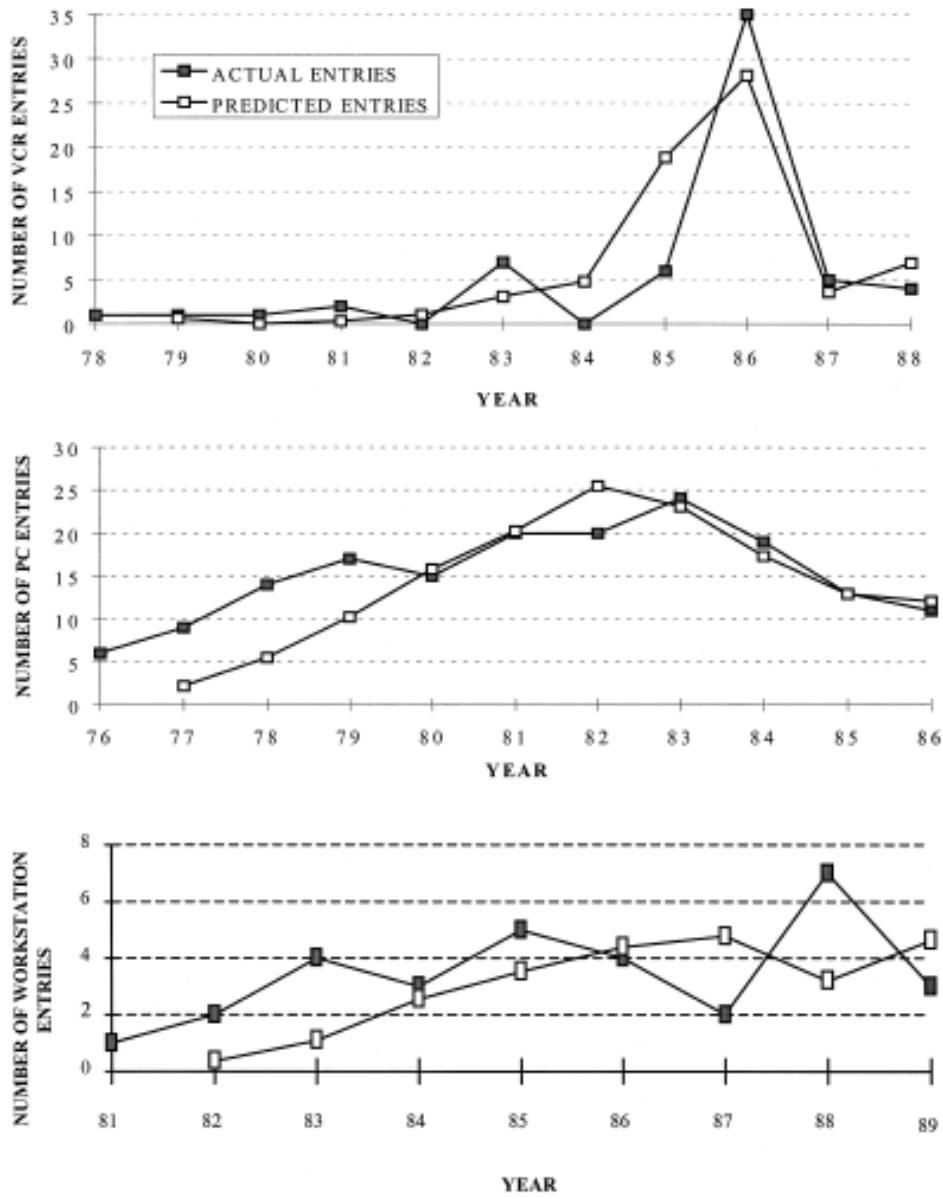 NUMBER OF VCR ENTRIES
35
30
25
20
15
10
5
0
ACTUAL ENTRIES
PREDICTED ENTRIES
78 79 80 81 82 83 84 85 86 87 88
YEAR
NUMBER OF PC ENTRIES
30
25
20
15
10
5
0
76 77 78 79 80 81 82 83 84 85 86
YEAR
NUMBER OF WORKSTATION
ENTRIES
8
6
4
2
0
81 82 83 84 85 86 87 88 89
YEAR